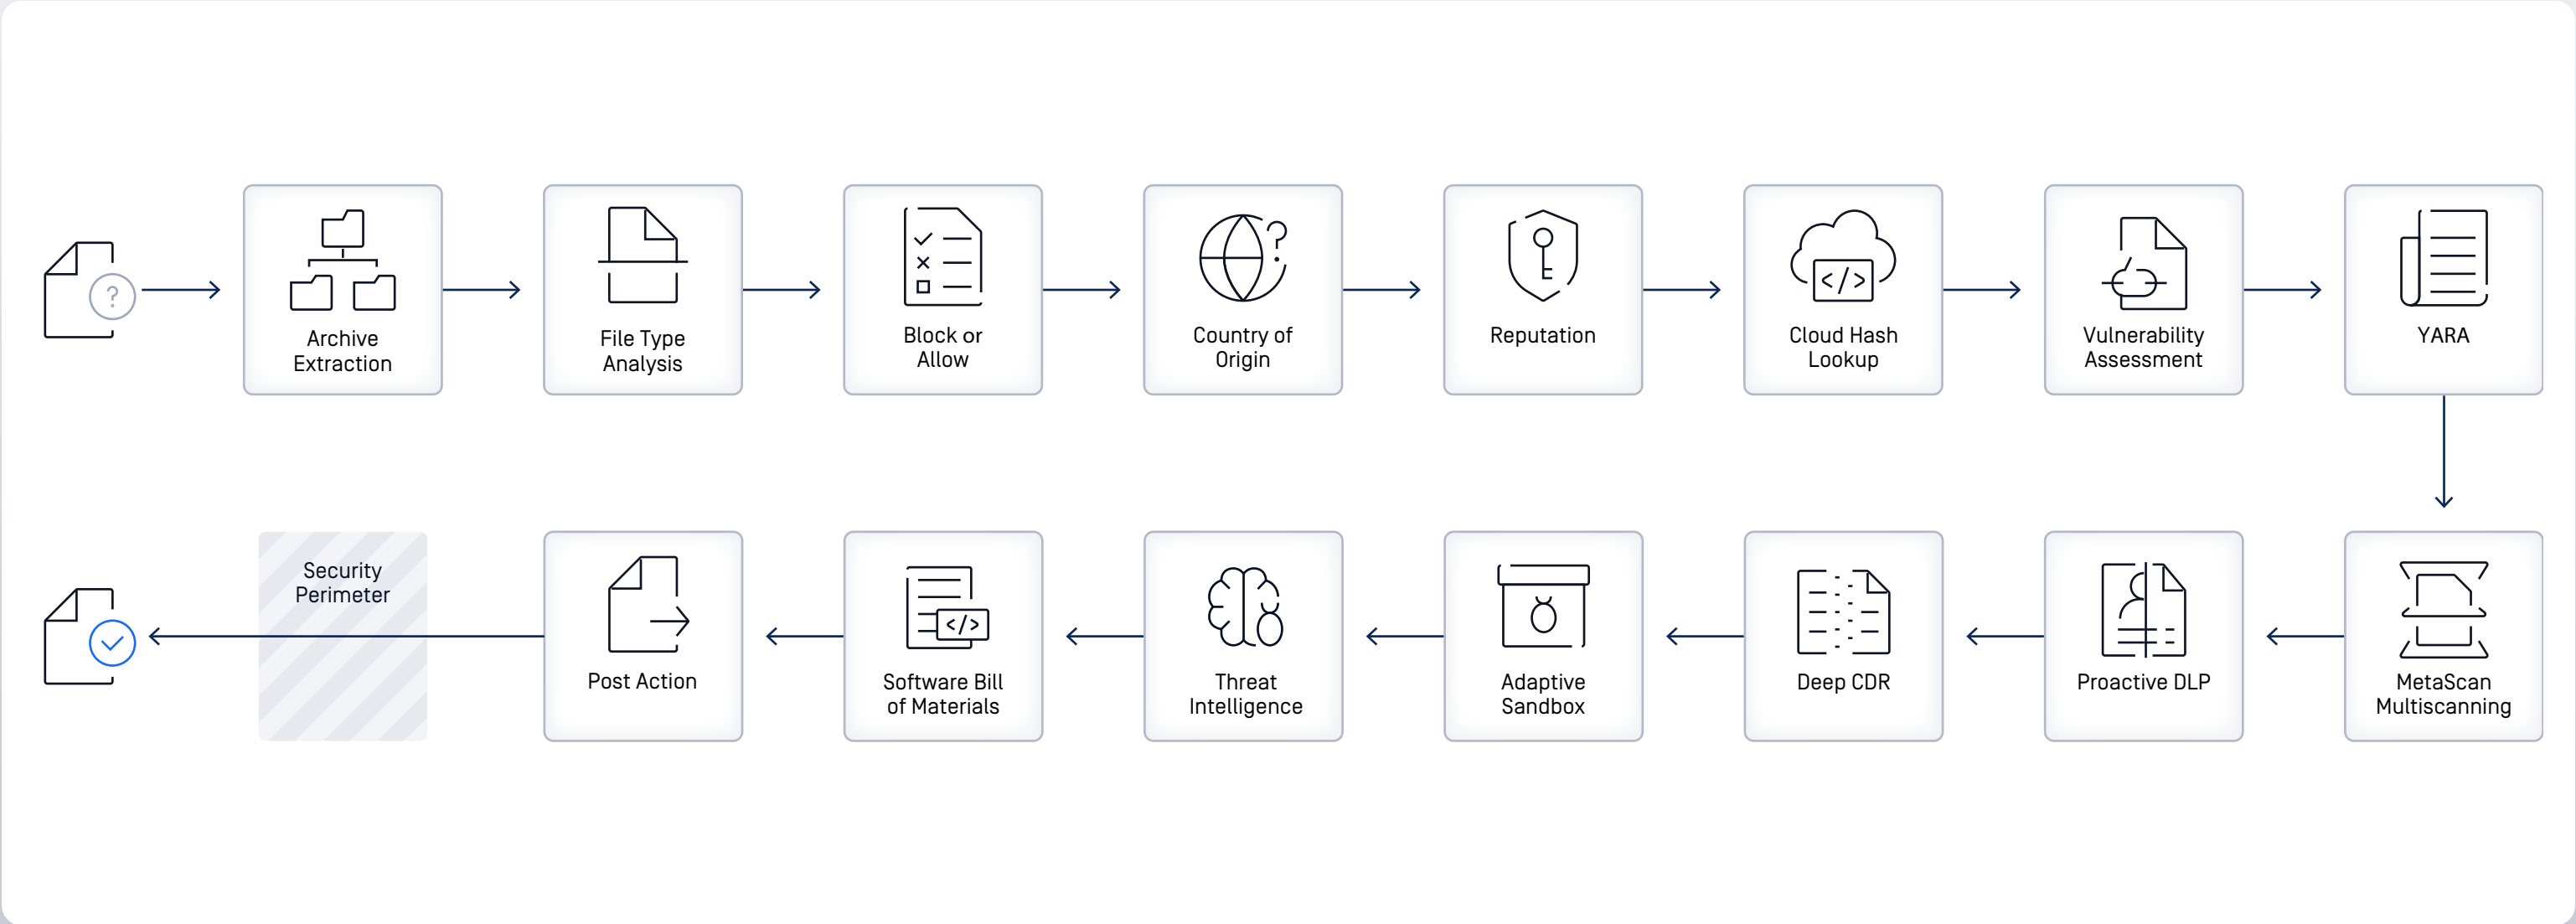 Archive
Extraction
File Type
Analysis
Block or
Allow
Country of
Origin
Reputation
Cloud Hash
Lookup
Vulnerability
Assessment
YARA
MetaScan
Multiscanning
Proactive DLP
Deep CDR
Adaptive
Sandbox
Threat
Intelligence
Software Bill
of Materials
Post Action
Security
Perimeter